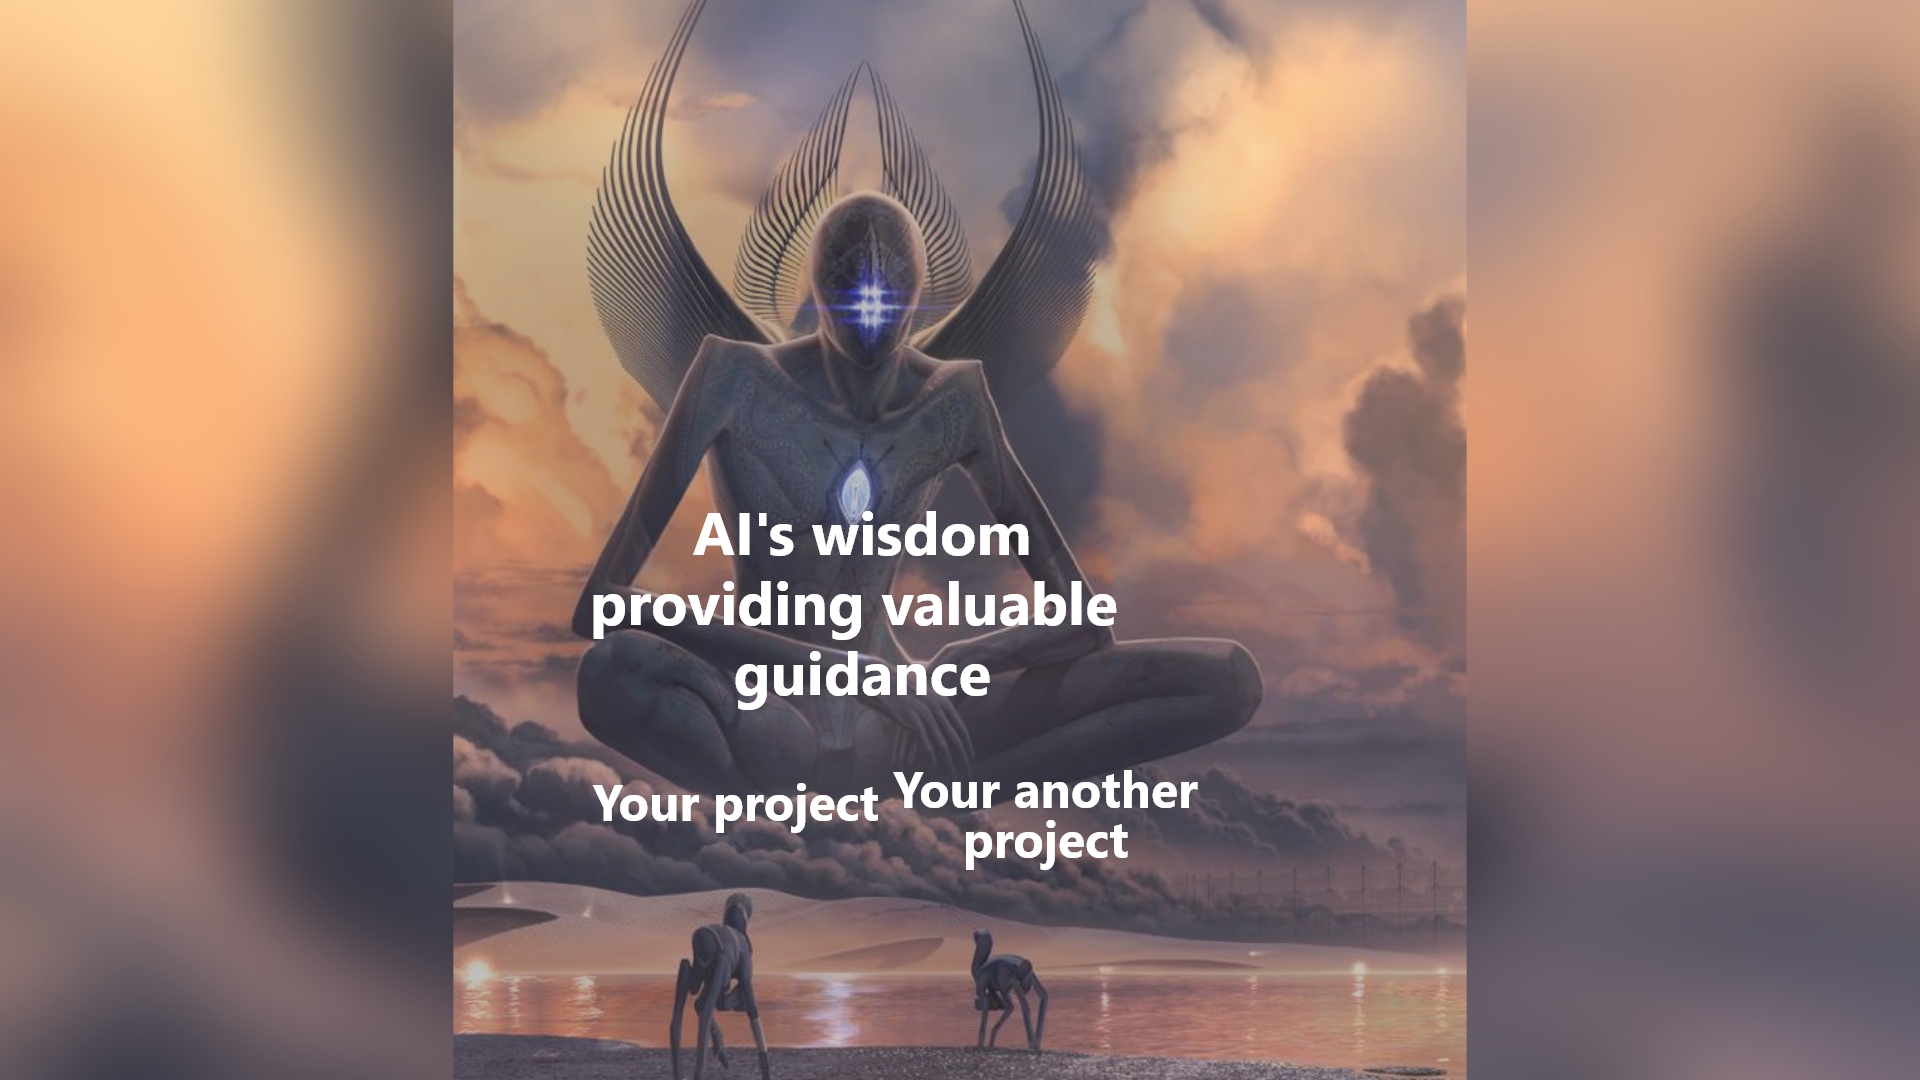 AI's wisdom
providing valuable
guidance
Your project
Your another
project